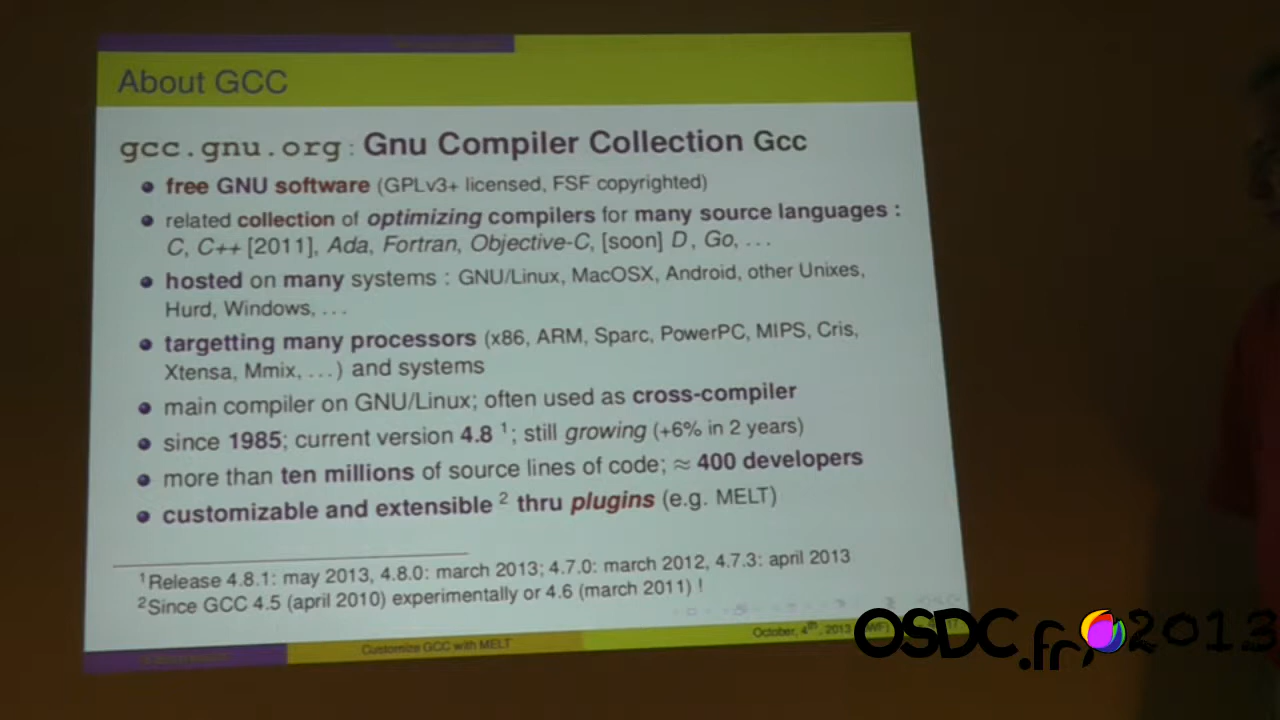 About GCC
gcc.gnu.org : Gnu Compiler Collection Gcc
free GNU software (GPLv3+ licensed, FSF copyrighted)
related collection of optimizing compilers for many source languages :
C, C++ [2011], Ada, Fortran, Objective-C, [soon] D, Go, ...
hosted on many systems : GNU/Linux, MacOSX, Android, other Unixes,
Hurd, Windows, ...
targetting many processors (x86, ARM, Sparc, PowerPC, MIPS, Cris,
Xtensa, Mmix, ...) and systems
main compiler on GNU/Linux; often used as cross-compiler
since 1985; current version 4.8 1; still growing (+6% in 2 years)
more than ten millions of source lines of code; ≈ 400 developers
customizable and extensible 2 thru plugins (e.g. MELT)
1Release 4.8.1: may 2013, 4.8.0: march 2013; 4.7.0: march 2012, 4.7.3: april 2013
2Since GCC 4.5 (april 2010) experimentally or 4.6 (march 2011) !
Customize GCC with MELT
October, 4th, 2013
OSDC.fr 2013